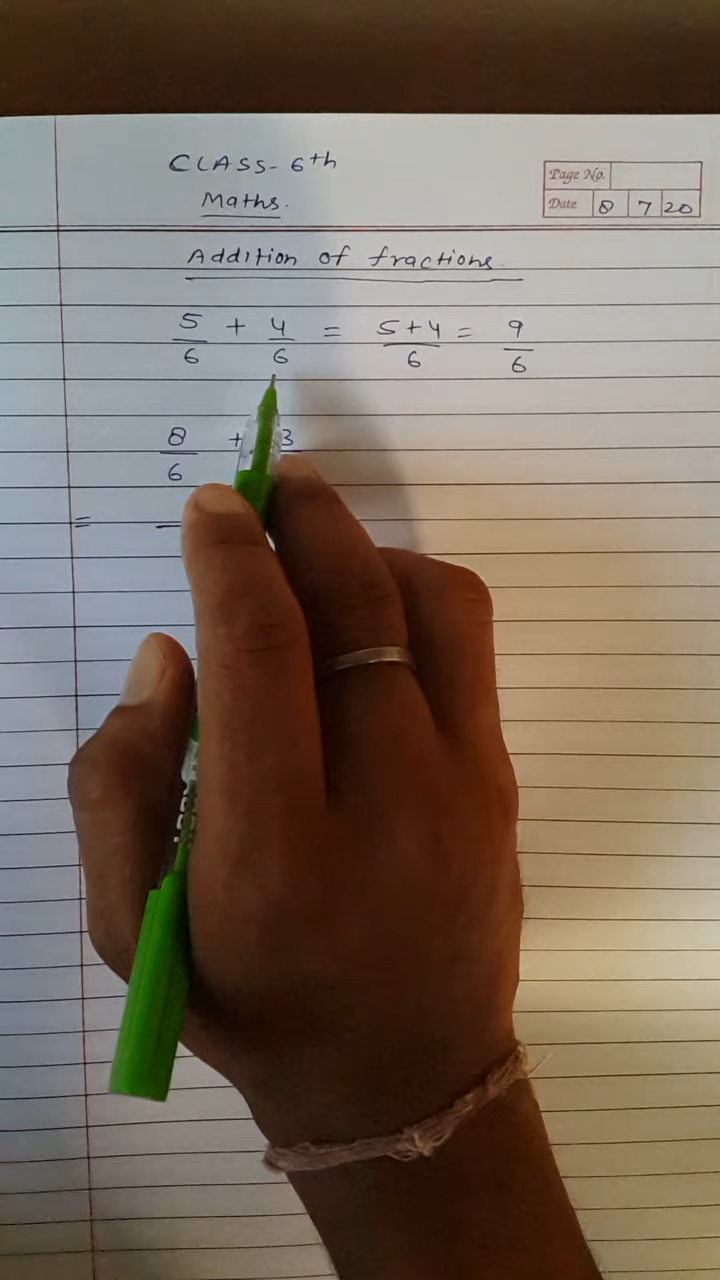 CLASS- 6th
Maths.
Page No.
Date 8 7 20
Addition of fractions.
5/6 + 4/6 = 5+4/6 = 9/6
8/6 + 3
=